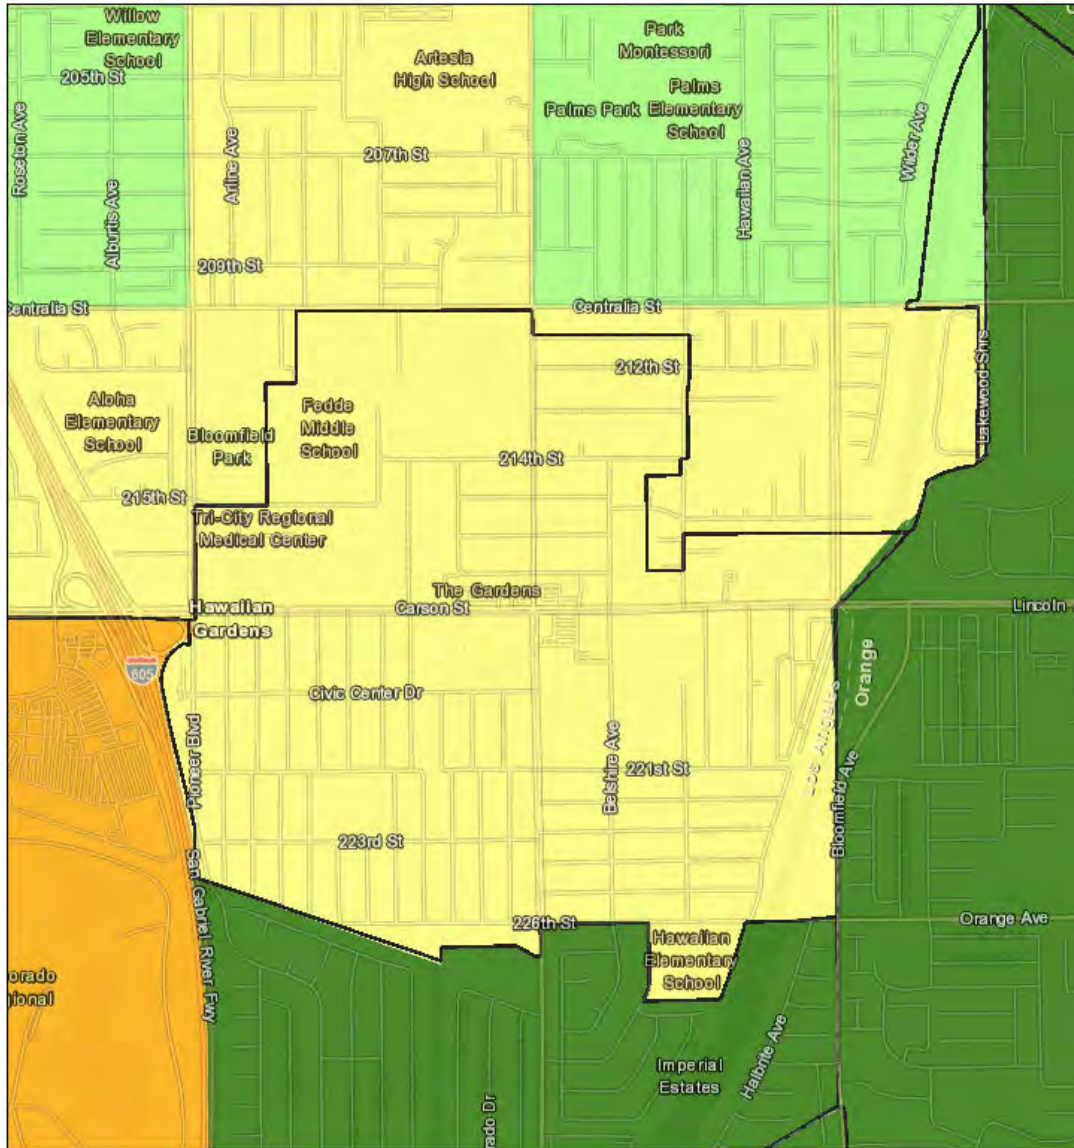 Willow
Elementary
School
Park
Montessori
Artesia
High School
205th St
Palms
Elementary
School
Palms Park
Roseton Ave
Arline Ave
207th St
Wilder Ave
Alburtis Ave
Hawaiian Ave
209th St
Centralia St
Centralia St
212th St
Lakewood Shrs
Aloha
Elementary
School
Fedde
Middle
School
Bloomfield
Park
214th St
215th St
Tri-City Regional
Medical Center
The Gardens
Hawaiian
Gardens
Carson St
Lincoln
605
Orange
Los Angeles
Civic Center Dr
Pioneer Blvd
Belshire Ave
221st St
Bloomfield Ave
223rd St
San Gabriel River Fwy
226th St
Orange Ave
Hawaiian
Elementary
School
orado
gional
Imperial
Estates
Halbrite Ave
rado Dr